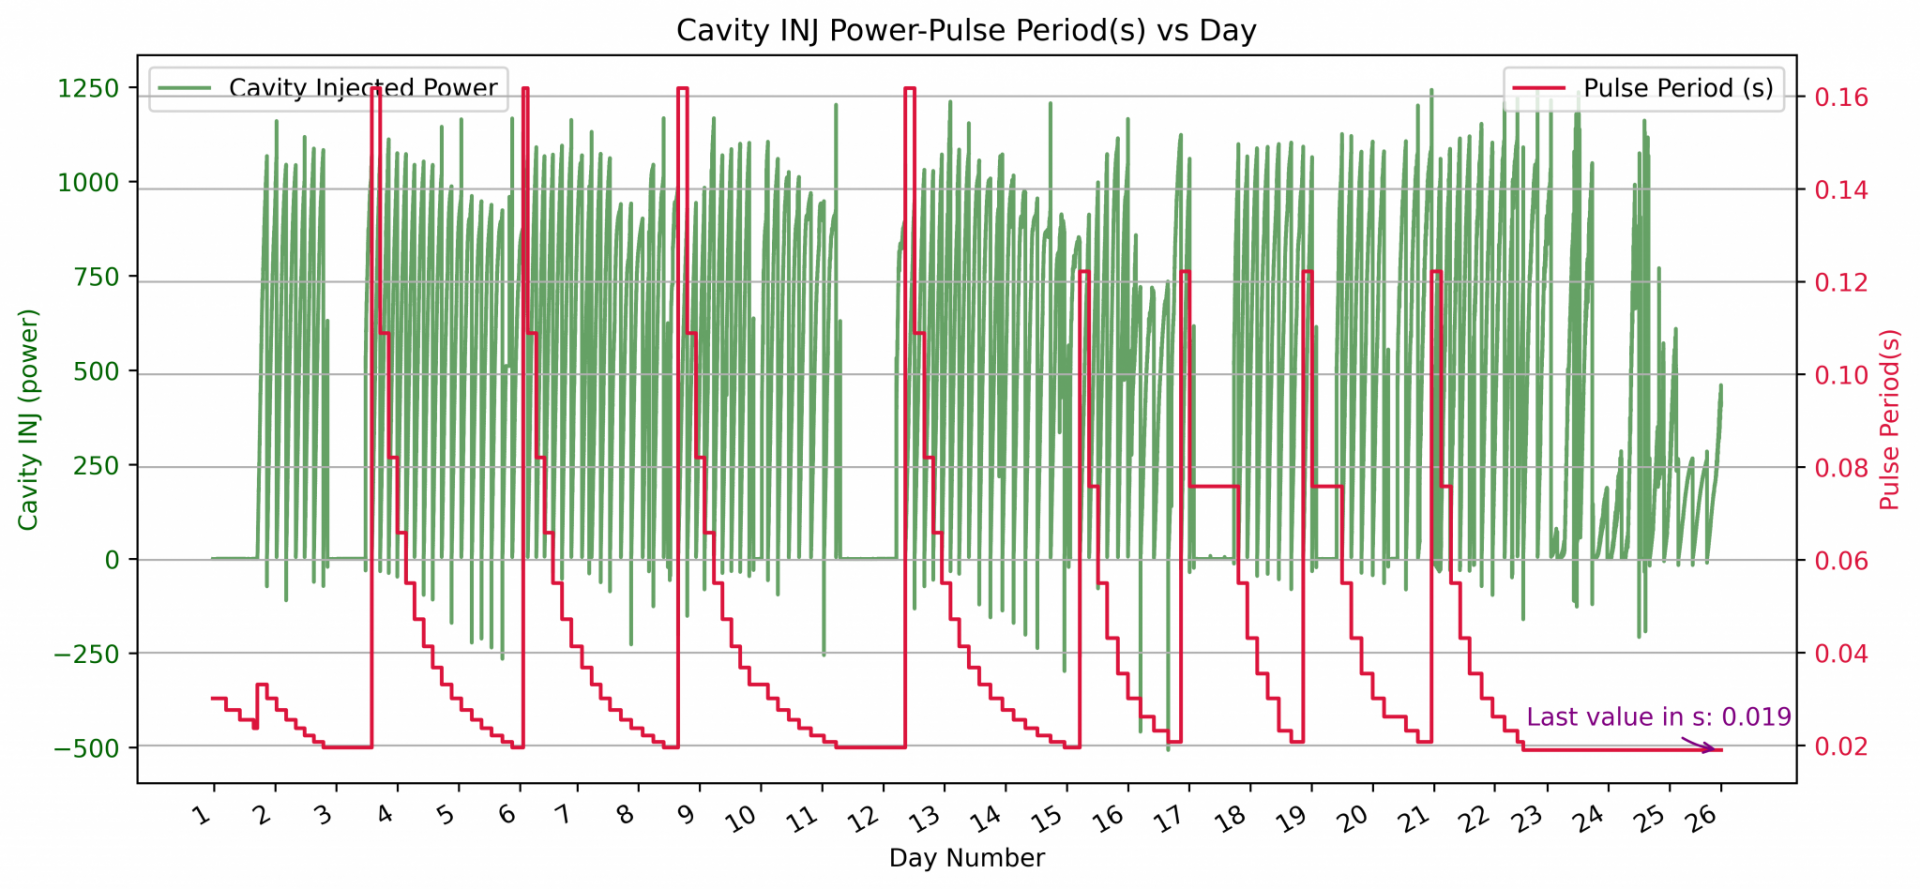 Cavity INJ Power-Pulse Period(s) vs Day
Cavity Injected Power
Pulse Period (s)
1250
1000
750
500
250
0
−250
−500
Cavity INJ (power)
0.16
0.14
0.12
0.10
0.08
0.06
0.04
0.02
Pulse Period(s)
Last value in s: 0.019
1 2 3 4 5 6 7 8 9 10 11 12 13 14 15 16 17 18 19 20 21 22 23 24 25 26
Day Number